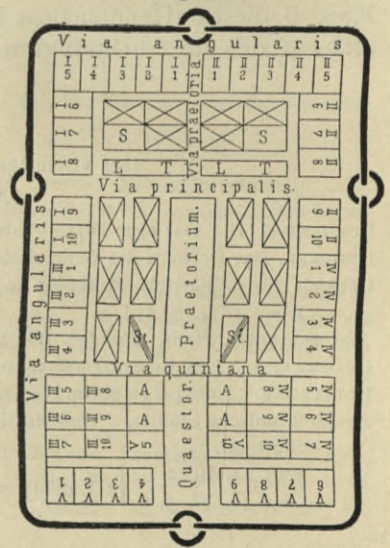 Via angularis
I 5 I 4 I 3 I 2 I 1 II 1 II 2 II 3 II 4 II 5
Via praetoria
I 6 II 6
I 7 S S II 7
I 8 L T L T II 8
Via principalis.
Via angularis
I 9 II 9
I 10 II 10
III 1 IV 1
III 2 IV 2
Praetorium.
III 3 St. St. IV 3
III 4 IV 4
Via quintana
III 5 III 8 A A IV 8 IV 5
III 6 III 9 A A IV 9 IV 6
III 7 III 10 V 5 V 10 IV 10 IV 7
Quaestor.
V 1 V 2 V 3 V 4 V 9 V 8 V 7 V 6